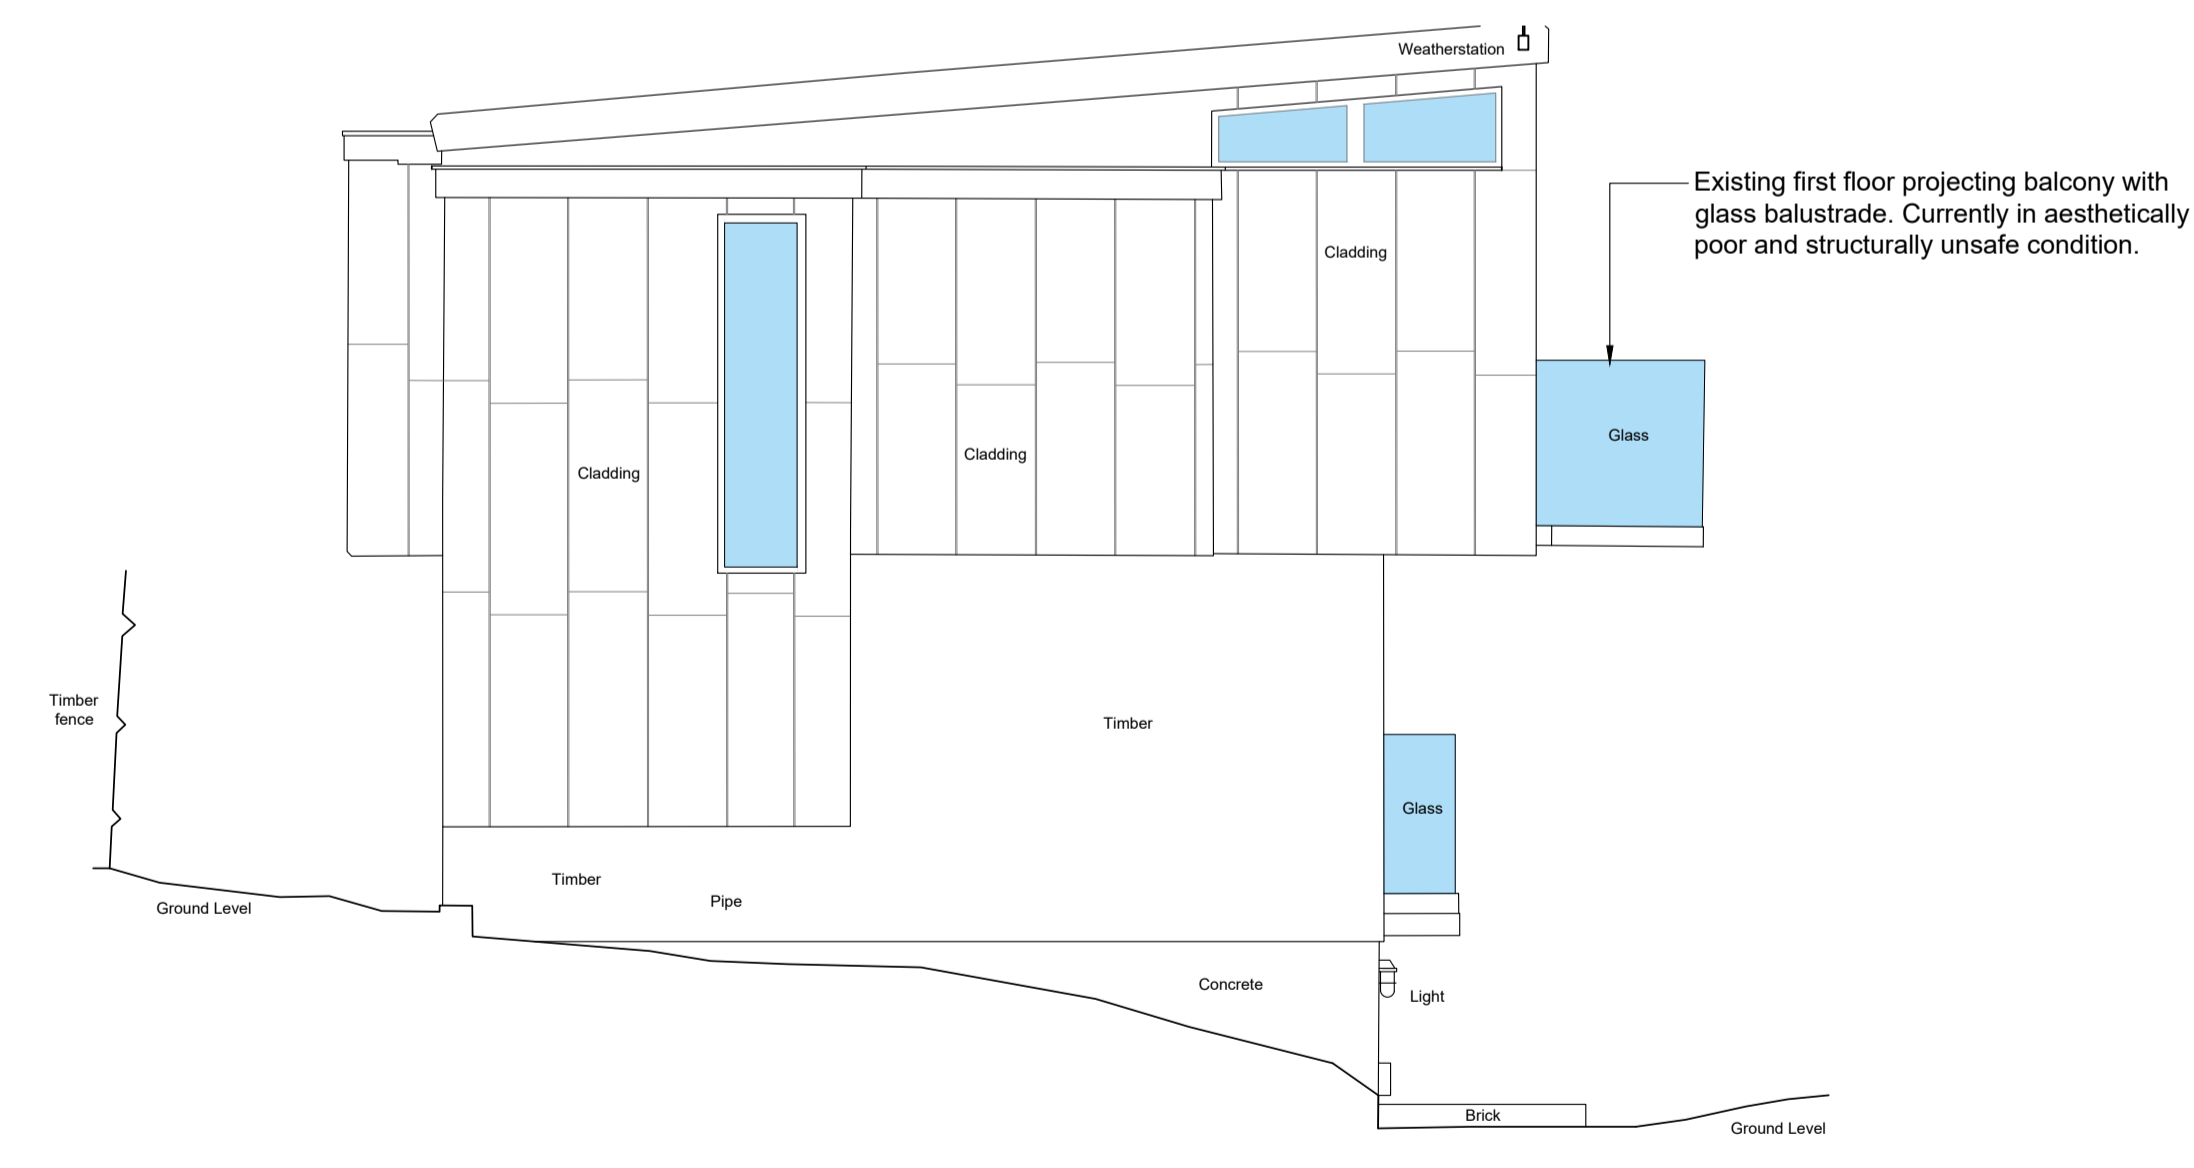 Weatherstation
Existing first floor projecting balcony with
glass balustrade. Currently in aesthetically
poor and structurally unsafe condition.
Cladding
Glass
Cladding
Cladding
Timber
fence
Timber
Glass
Timber
Pipe
Ground Level
Concrete
Light
Brick
Ground Level